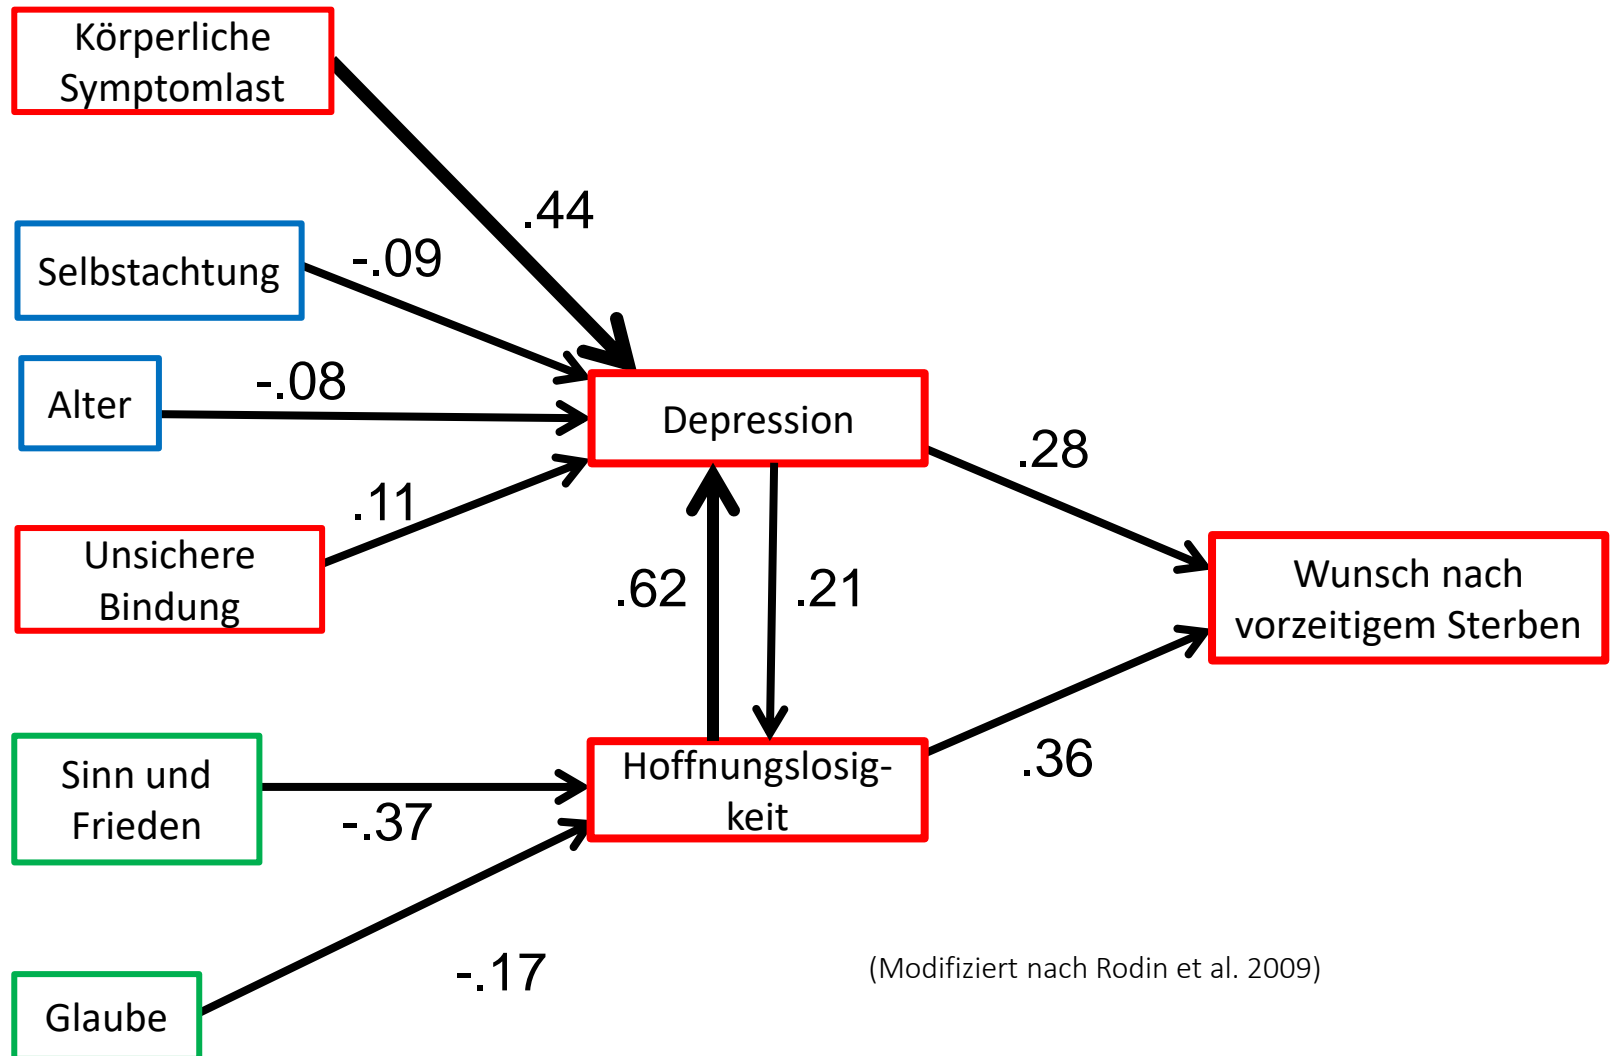 Körperliche
Symptomlast
.44
Selbstachtung
-.09
Alter
-.08
Depression
.28
.11
Unsichere
Bindung
.62
.21
Wunsch nach
vorzeitigem Sterben
Sinn und
Frieden
-.37
Hoffnungslosig-
keit
.36
-.17
(Modifiziert nach Rodin et al. 2009)
Glaube